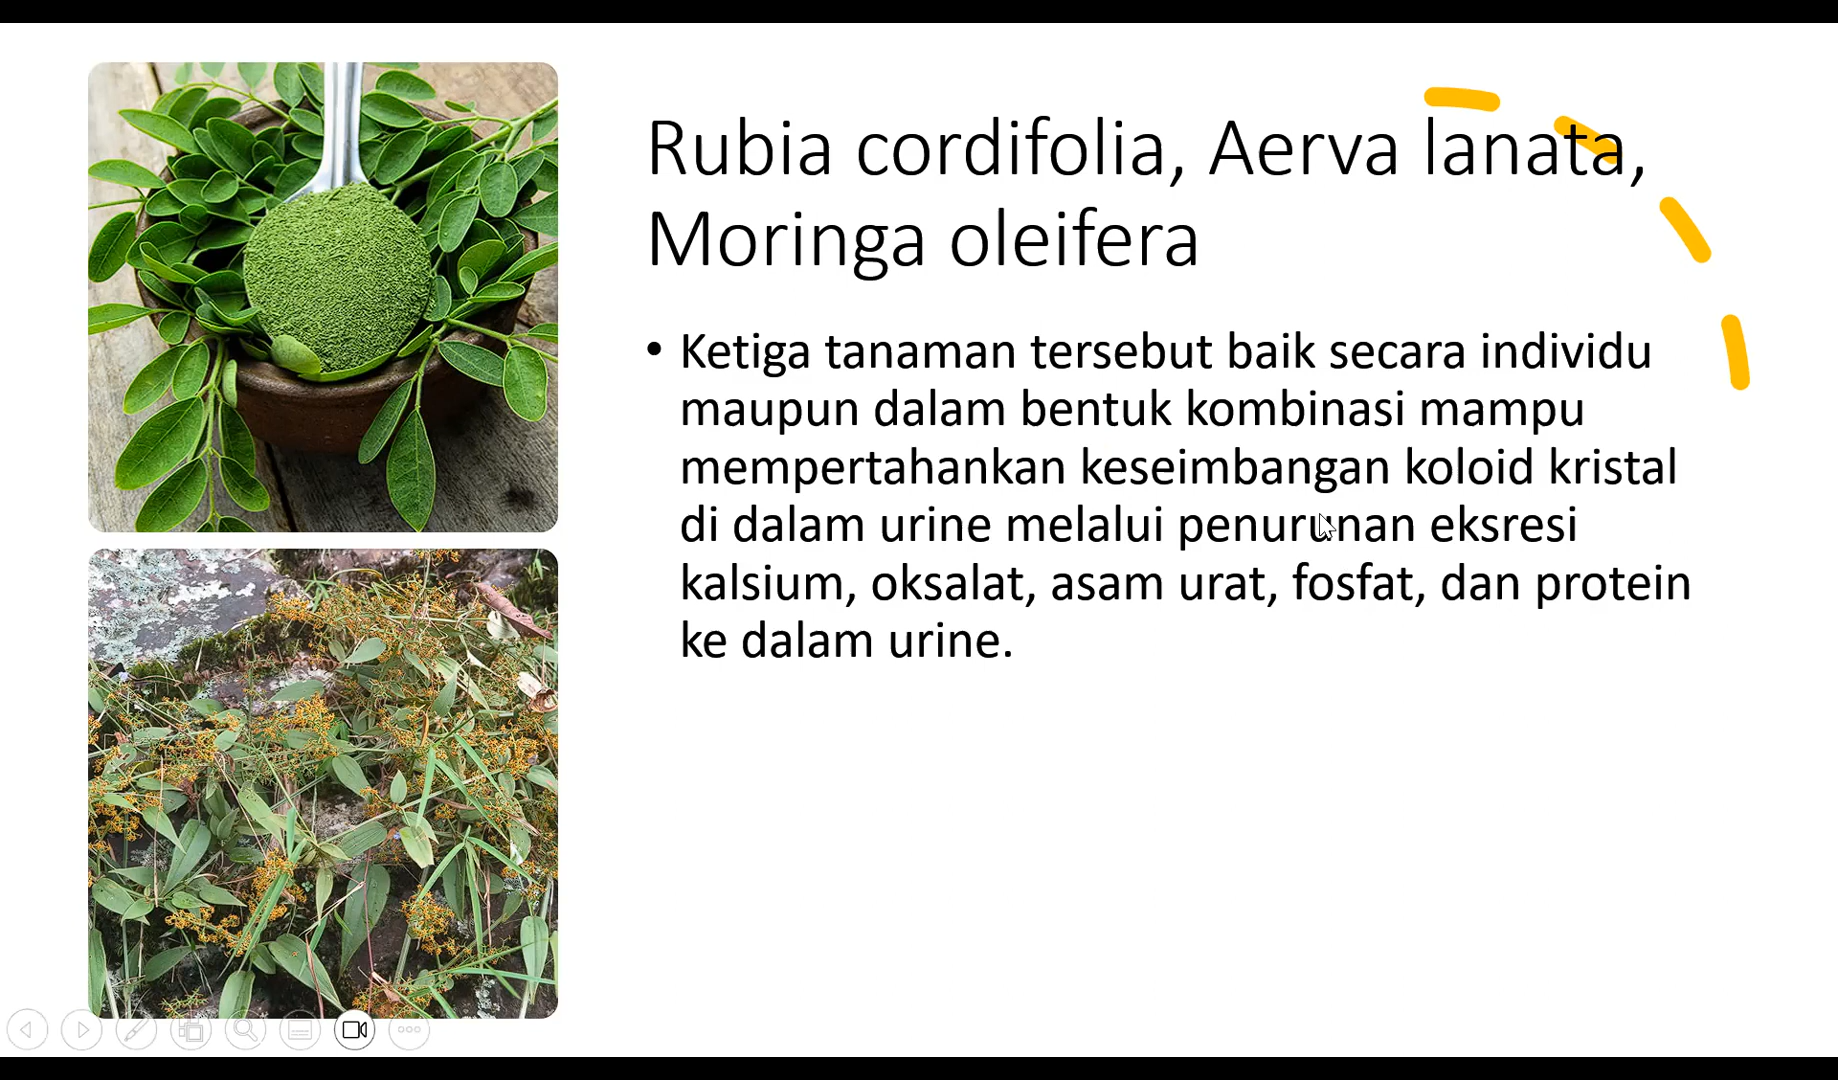 Rubia cordifolia, Aerva lanata,
Moringa oleifera
• Ketiga tanaman tersebut baik secara individu
maupun dalam bentuk kombinasi mampu
mempertahankan keseimbangan koloid kristal
di dalam urine melalui penurunan eksresi
kalsium, oksalat, asam urat, fosfat, dan protein
ke dalam urine.